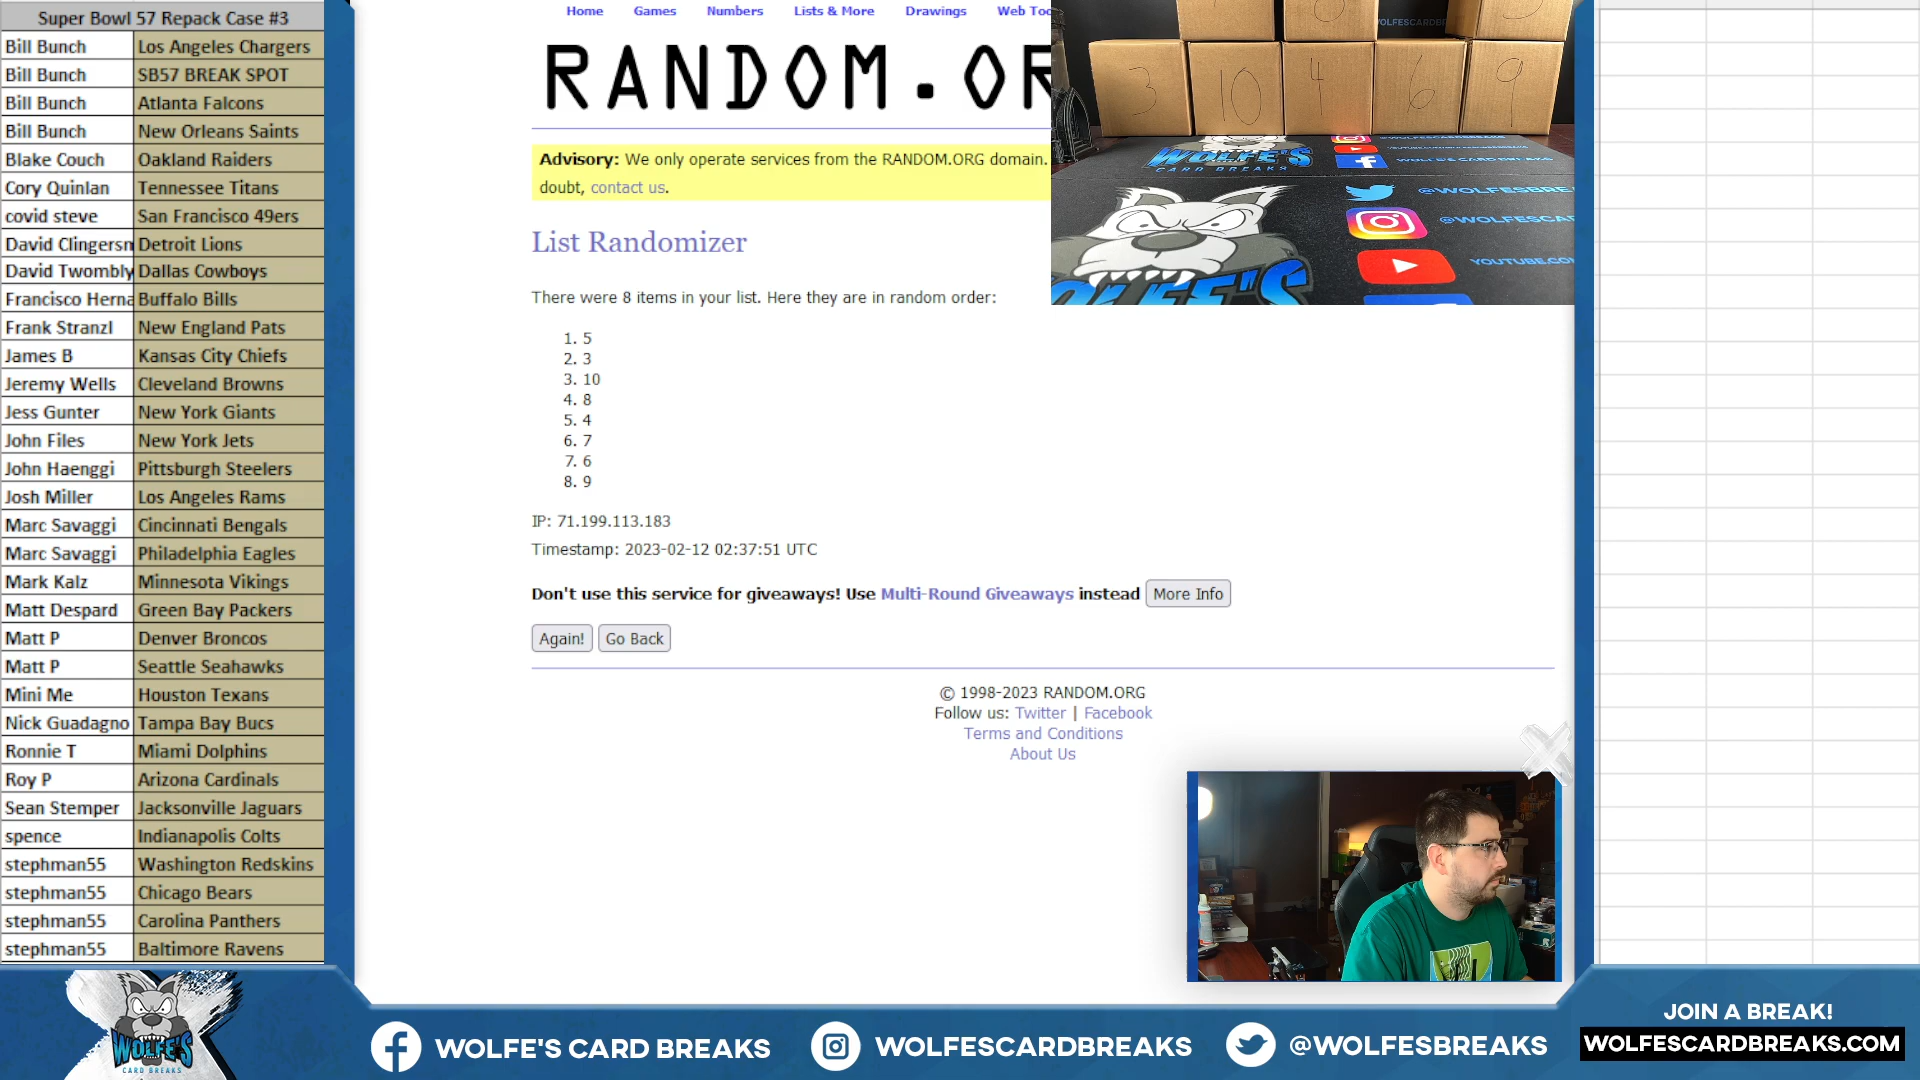 Super Bowl 57 Repack Case #3
Bill Bunch Los Angeles Chargers
Bill Bunch SB57 BREAK SPOT
Bill Bunch Atlanta Falcons
Bill Bunch New Orleans Saints
Blake Couch Oakland Raiders
Cory Quinlan Tennessee Titans
covid steve San Francisco 49ers
David Clingersn Detroit Lions
David Twombly Dallas Cowboys
Francisco Herna Buffalo Bills
Frank Stranzl New England Pats
James B Kansas City Chiefs
Jeremy Wells Cleveland Browns
Jess Gunter New York Giants
John Files New York Jets
John Haenggi Pittsburgh Steelers
Josh Miller Los Angeles Rams
Marc Savaggi Cincinnati Bengals
Marc Savaggi Philadelphia Eagles
Mark Kalz Minnesota Vikings
Matt Despard Green Bay Packers
Matt P Denver Broncos
Matt P Seattle Seahawks
Mini Me Houston Texans
Nick Guadagno Tampa Bay Bucs
Ronnie T Miami Dolphins
Roy P Arizona Cardinals
Sean Stemper Jacksonville Jaguars
spence Indianapolis Colts
stephman55 Washington Redskins
stephman55 Chicago Bears
stephman55 Carolina Panthers
stephman55 Baltimore Ravens
Home Games Numbers Lists & More Drawings Web Too
RANDOM.OR
Advisory: We only operate services from the RANDOM.ORG domain.
doubt, contact us.
List Randomizer
There were 8 items in your list. Here they are in random order:
1. 5
2. 3
3. 10
4. 8
5. 4
6. 7
7. 6
8. 9
IP: 71.199.113.183
Timestamp: 2023-02-12 02:37:51 UTC
Don't use this service for giveaways! Use Multi-Round Giveaways instead More Info
Again! Go Back
© 1998-2023 RANDOM.ORG
Follow us: Twitter | Facebook
Terms and Conditions
About Us
3 10 4 6 9
WOLFE'S
CARD BREAKS
@WOLFESBREA
@WOLFESCAR
YOUTUBE.CO
WOLFE'S
WOLFE'S
CARD BREAKS
WOLFE'S CARD BREAKS
WOLFESCARDBREAKS
@WOLFESBREAKS
JOIN A BREAK!
WOLFESCARDBREAKS.COM